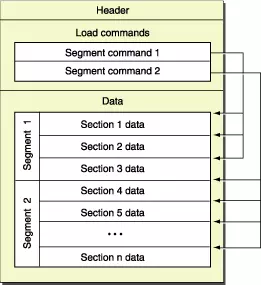 Header
Load commands
Segment command 1
Segment command 2
Data
Segment 1
Section 1 data
Section 2 data
Section 3 data
Segment 2
Section 4 data
Section 5 data
...
Section n data